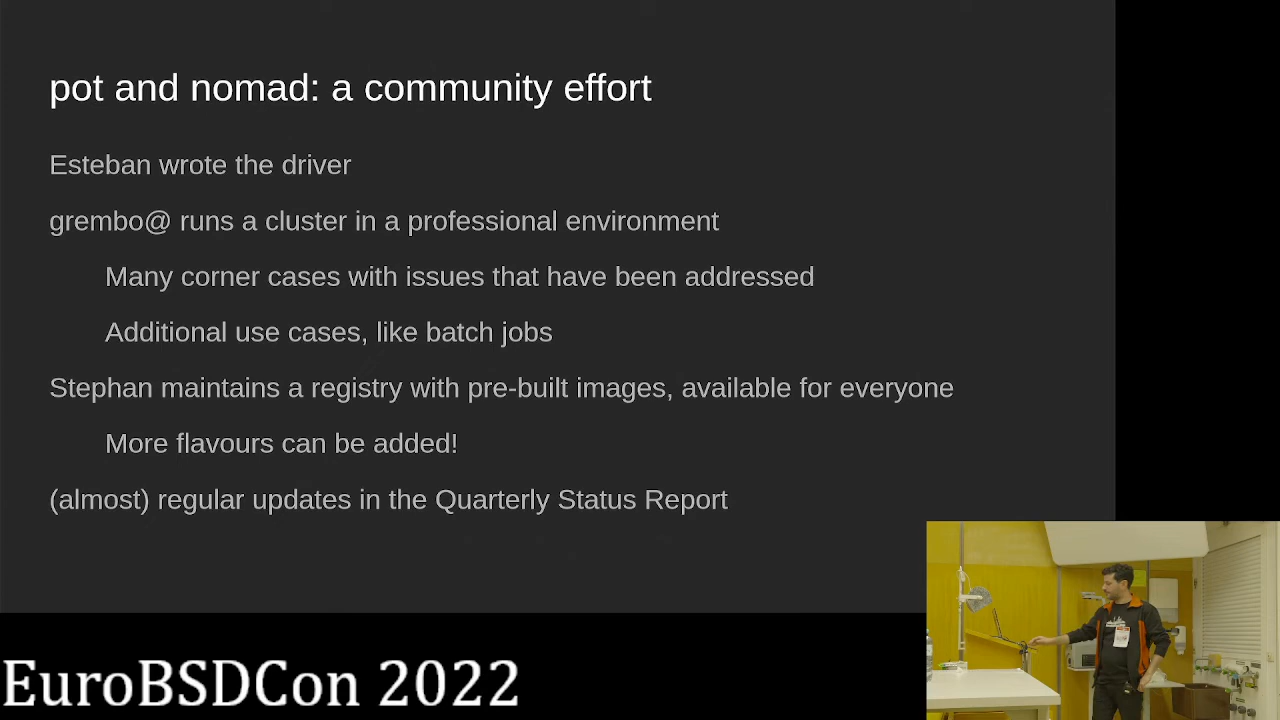 pot and nomad: a community effort
Esteban wrote the driver
grembo@ runs a cluster in a professional environment
Many corner cases with issues that have been addressed
Additional use cases, like batch jobs
Stephan maintains a registry with pre-built images, available for everyone
More flavours can be added!
(almost) regular updates in the Quarterly Status Report
EuroBSDCon 2022